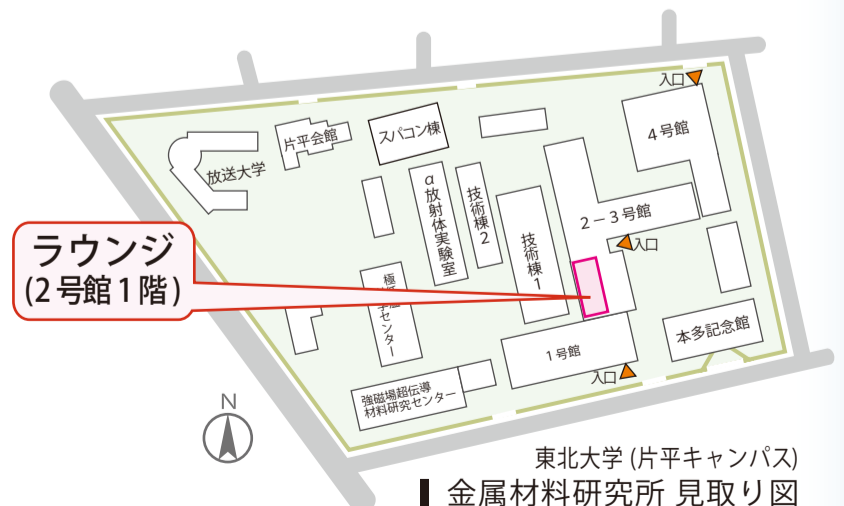 入口
スパコン棟
片平会館
4号館
放送大学
α放射体実験室
技術棟2
2−3号館
技術棟1
入口
ラウンジ
(2号館1階)
センター
本多記念館
1号館
入口
強磁場超伝導
材料研究センター
N
東北大学 (片平キャンパス)
金属材料研究所 見取り図